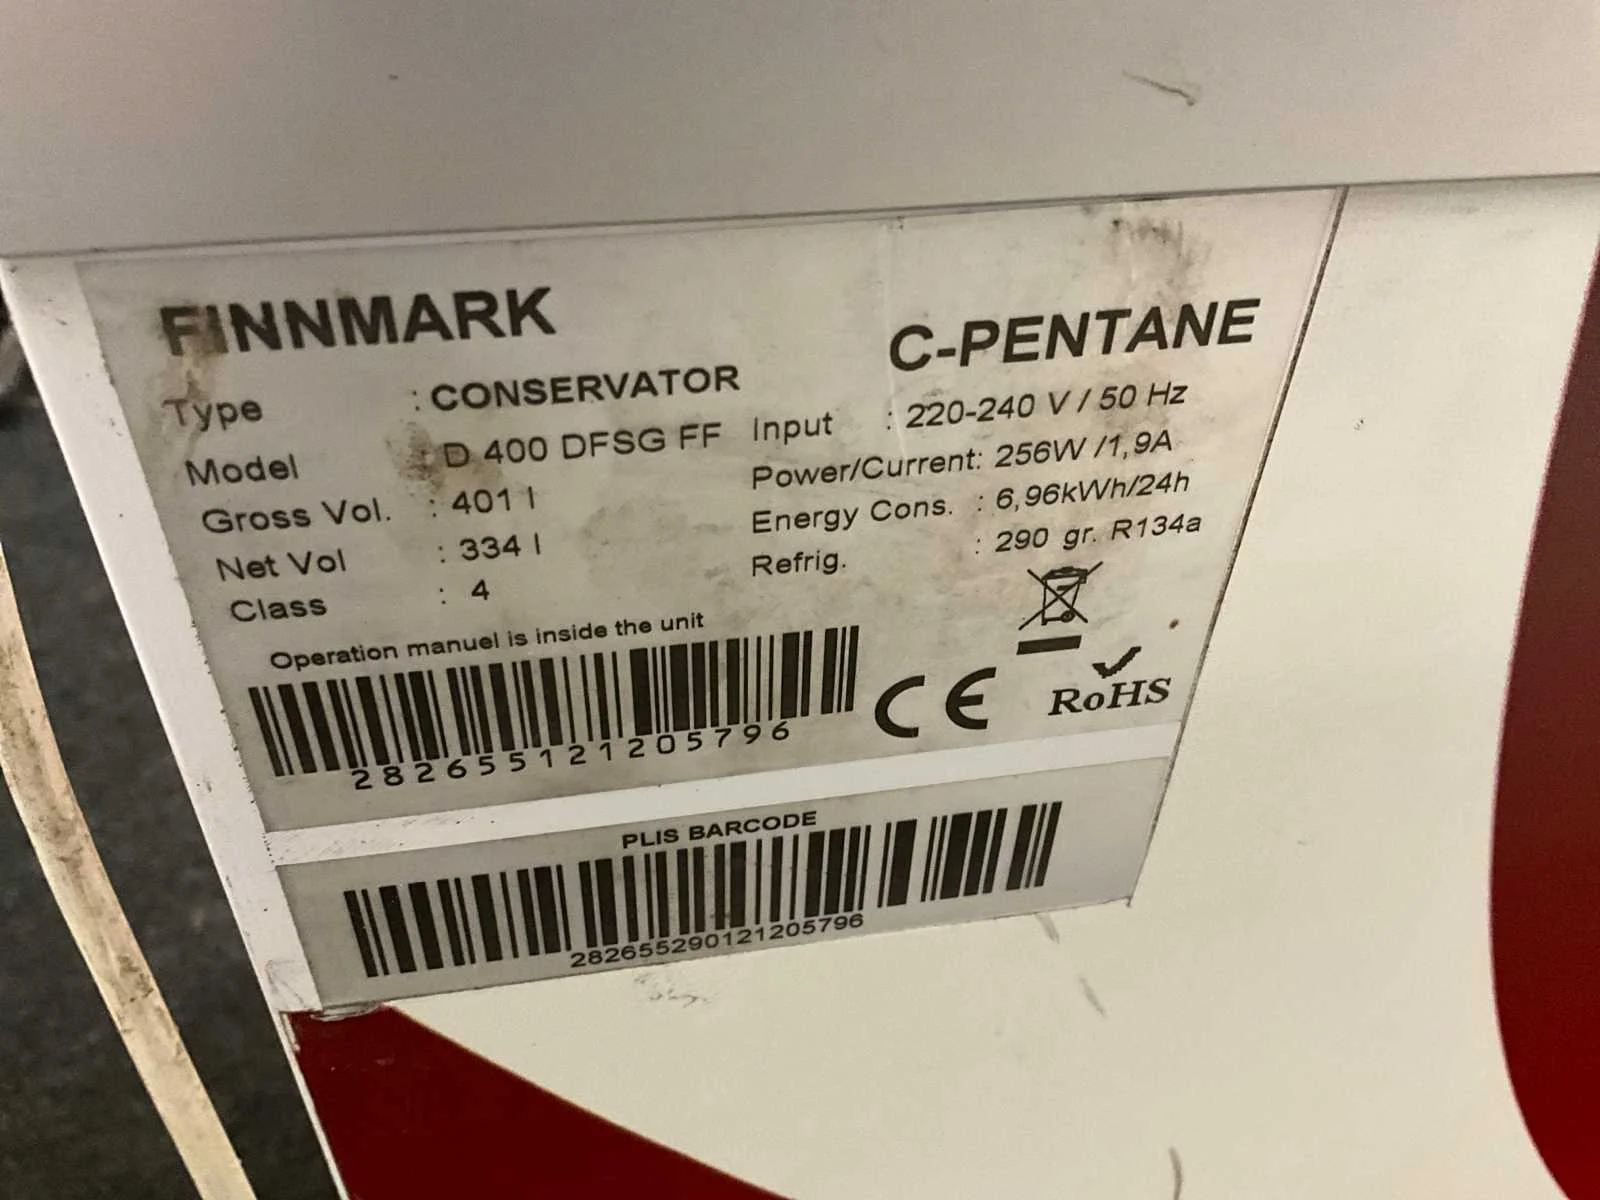 FINNMARK
C-PENTANE
Type : CONSERVATOR
Model D 400 DFSG FF
Gross Vol. : 401 l
Net Vol : 334 l
Class : 4
Input : 220-240 V / 50 Hz
Power/Current: 256W /1,9A
Energy Cons. : 6,96kWh/24h
Refrig. : 290 gr. R134a
Operation manuel is inside the unit
282655121205796
CE
RoHS
PLIS BARCODE
282655290121205796